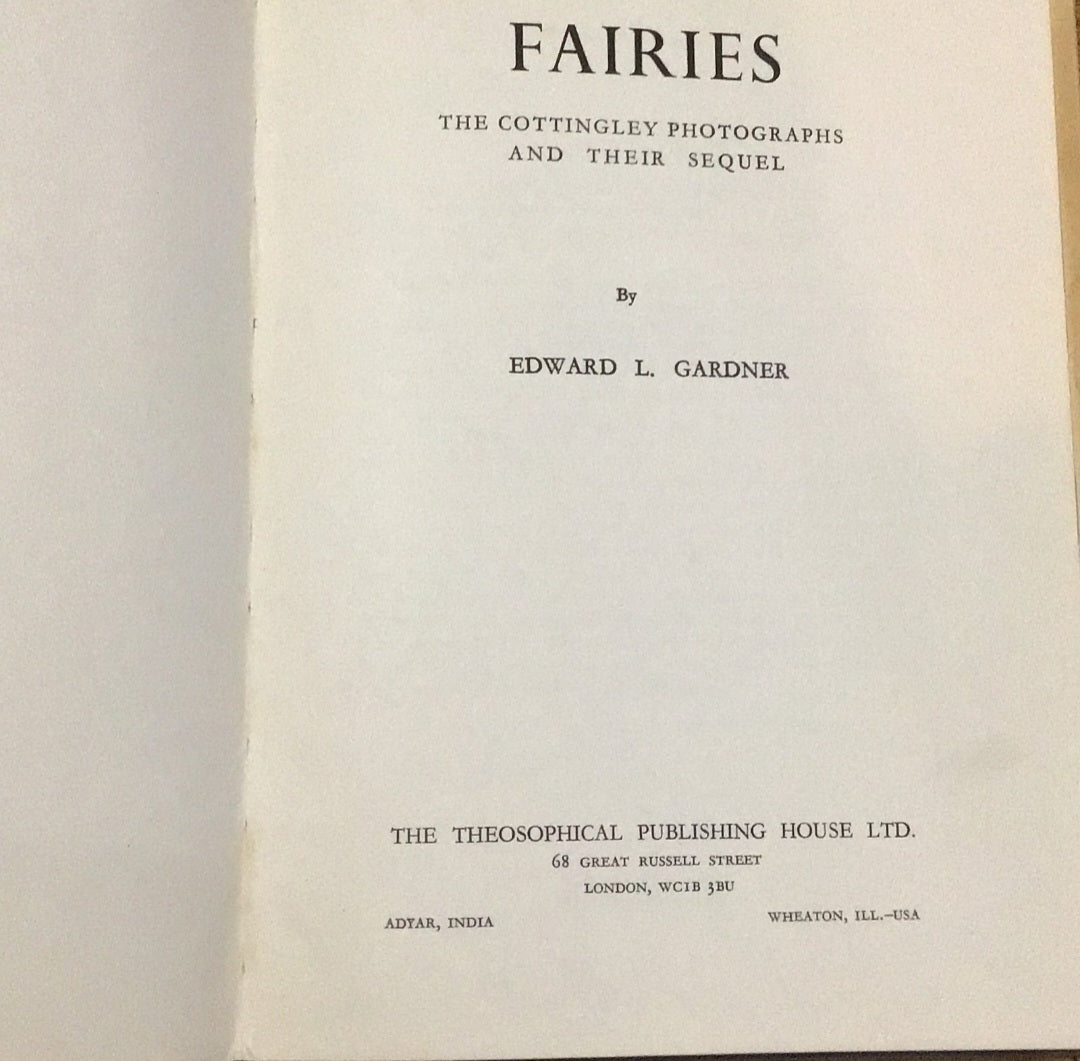 FAIRIES
THE COTTINGLEY PHOTOGRAPHS
AND THEIR SEQUEL
By
EDWARD L. GARDNER
THE THEOSOPHICAL PUBLISHING HOUSE LTD.
68 GREAT RUSSELL STREET
LONDON, WC1B 3BU
ADYAR, INDIA
WHEATON, ILL.–USA